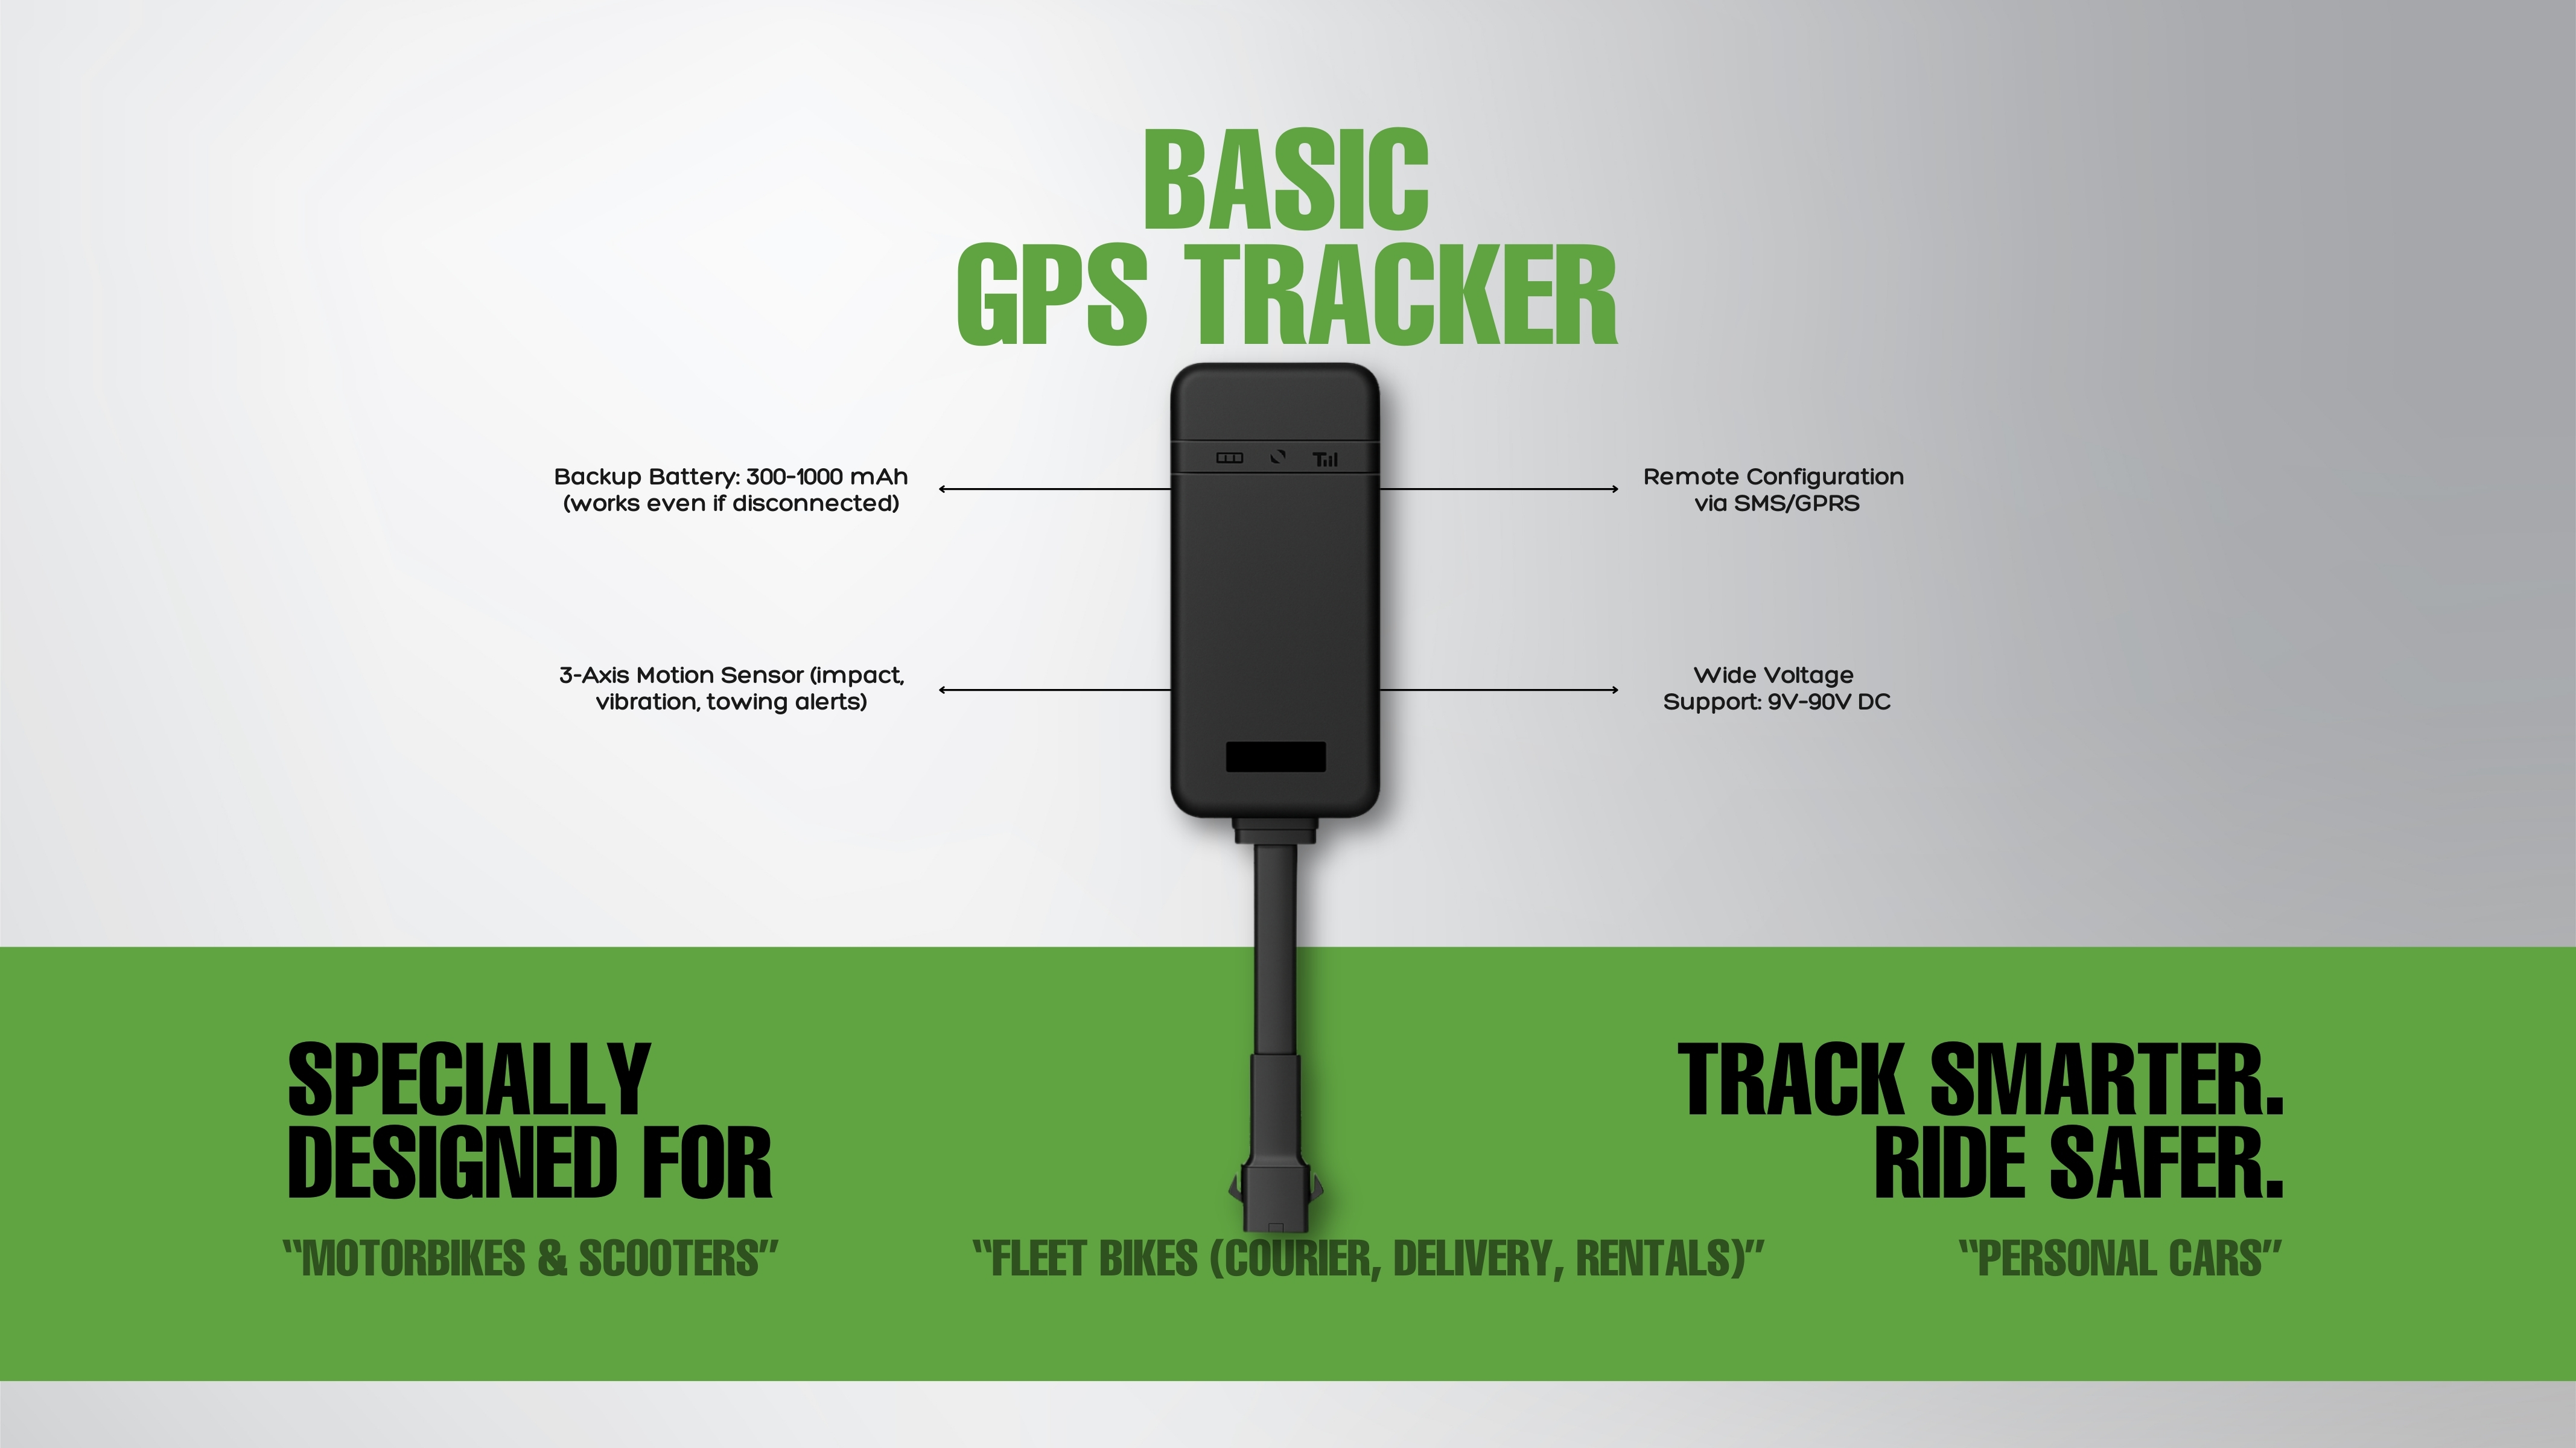 BASIC
GPS TRACKER
Backup Battery: 300-1000 mAh
(works even if disconnected)
Remote Configuration
via SMS/GPRS
3-Axis Motion Sensor (impact,
vibration, towing alerts)
Wide Voltage
Support: 9V-90V DC
SPECIALLY
DESIGNED FOR
TRACK SMARTER.
RIDE SAFER.
“MOTORBIKES & SCOOTERS”
“FLEET BIKES (COURIER, DELIVERY, RENTALS)”
“PERSONAL CARS”